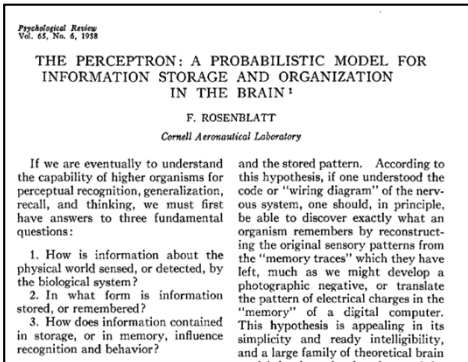 Psychological Review
Vol. 65, No. 6, 1958
THE PERCEPTRON: A PROBABILISTIC MODEL FOR
INFORMATION STORAGE AND ORGANIZATION
IN THE BRAIN¹
F. ROSENBLATT
Cornell Aeronautical Laboratory
If we are eventually to understand
the capability of higher organisms for
perceptual recognition, generalization,
recall, and thinking, we must first
have answers to three fundamental
questions:
1. How is information about the
physical world sensed, or detected, by
the biological system?
2. In what form is information
stored, or remembered?
3. How does information contained
in storage, or in memory, influence
recognition and behavior?
and the stored pattern. According to
this hypothesis, if one understood the
code or "wiring diagram" of the nerv-
ous system, one should, in principle,
be able to discover exactly what an
organism remembers by reconstruct-
ing the original sensory patterns from
the "memory traces" which they have
left, much as we might develop a
photographic negative, or translate
the pattern of electrical charges in the
"memory" of a digital computer.
This hypothesis is appealing in its
simplicity and ready intelligibility,
and a large family of theoretical brain